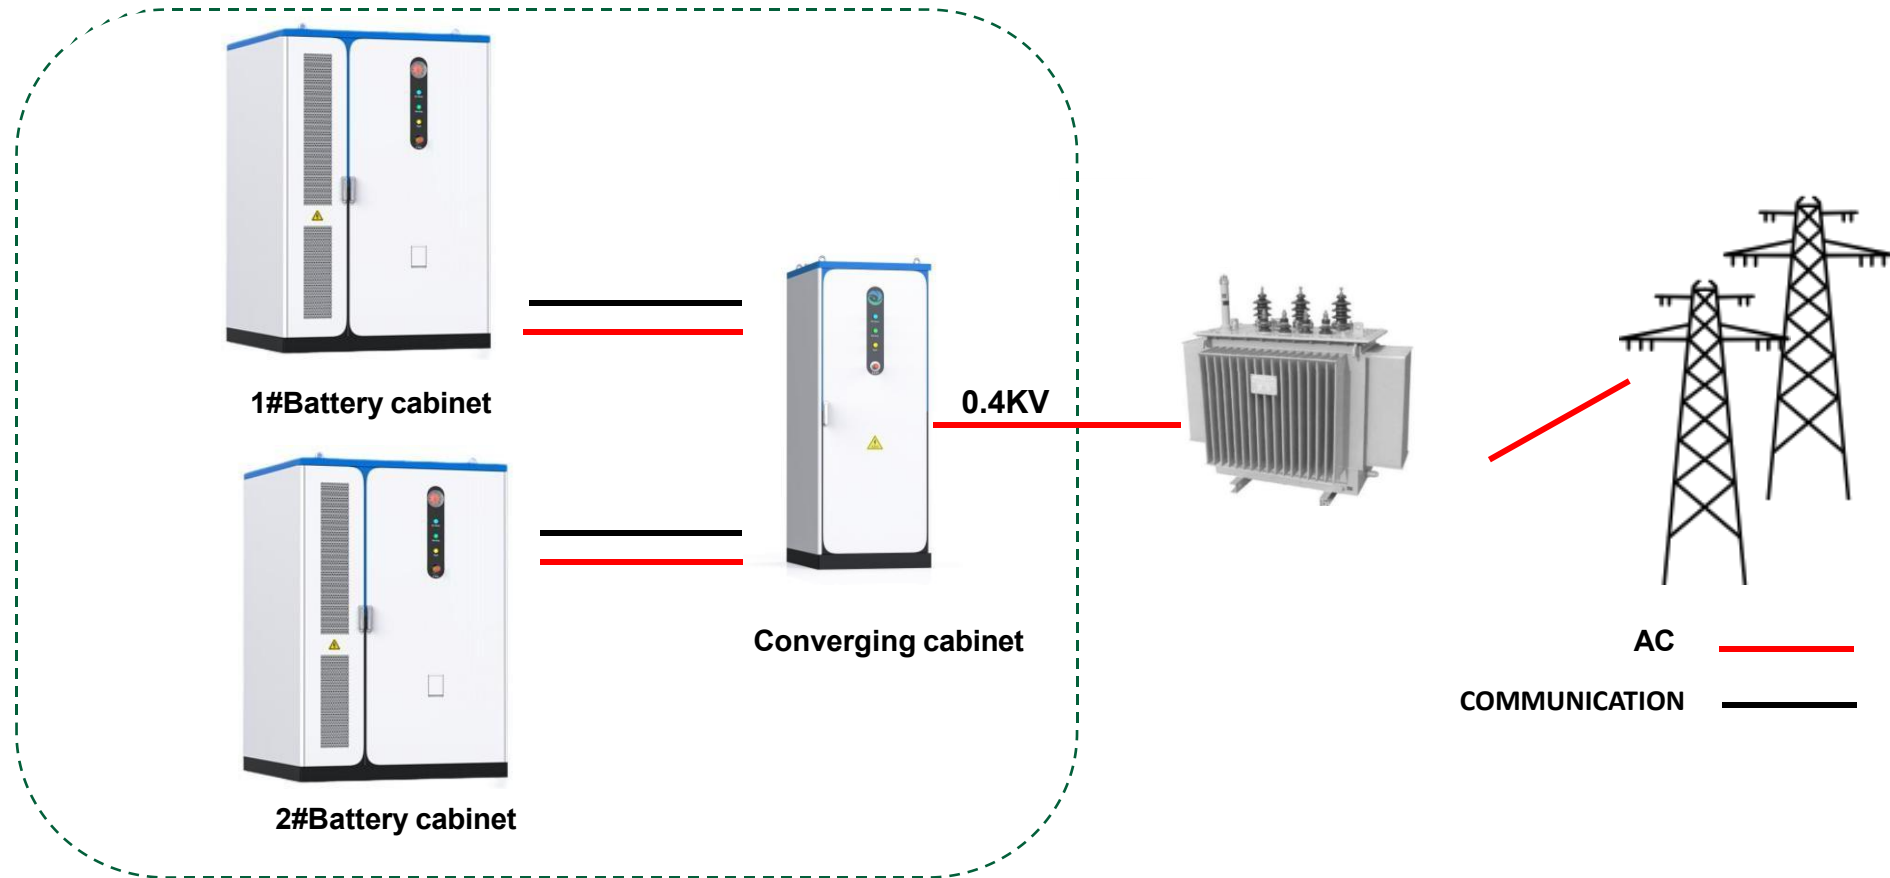 1#Battery cabinet
0.4KV
2#Battery cabinet
Converging cabinet
AC
COMMUNICATION